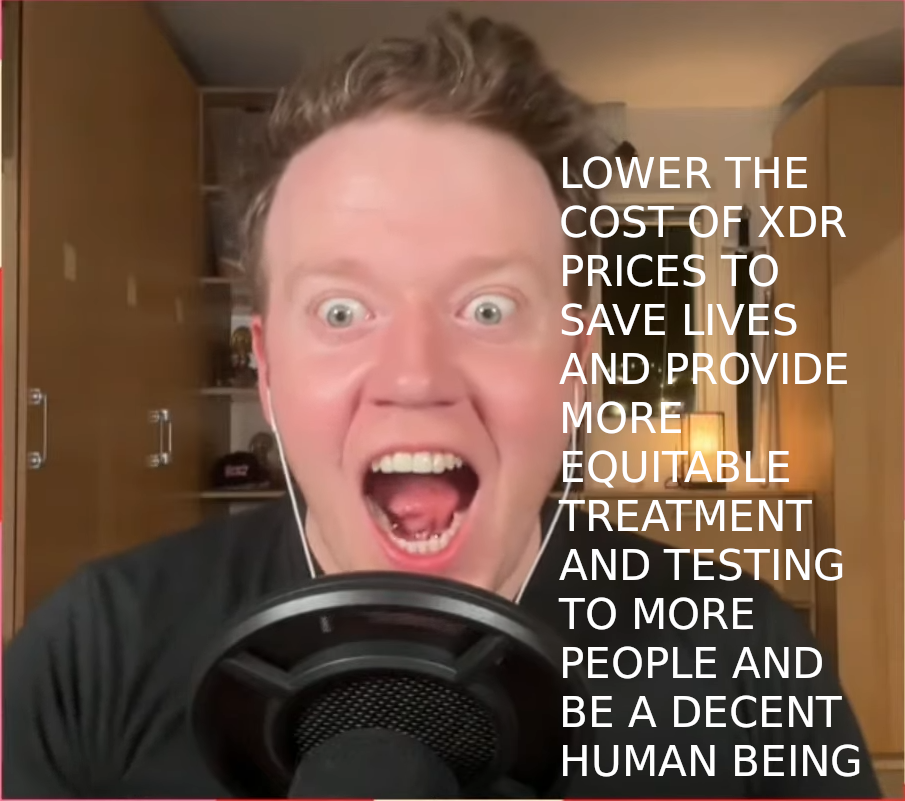 LOWER THE
COST OF XDR
PRICES TO
SAVE LIVES
AND PROVIDE
MORE
EQUITABLE
TREATMENT
AND TESTING
TO MORE
PEOPLE AND
BE A DECENT
HUMAN BEING